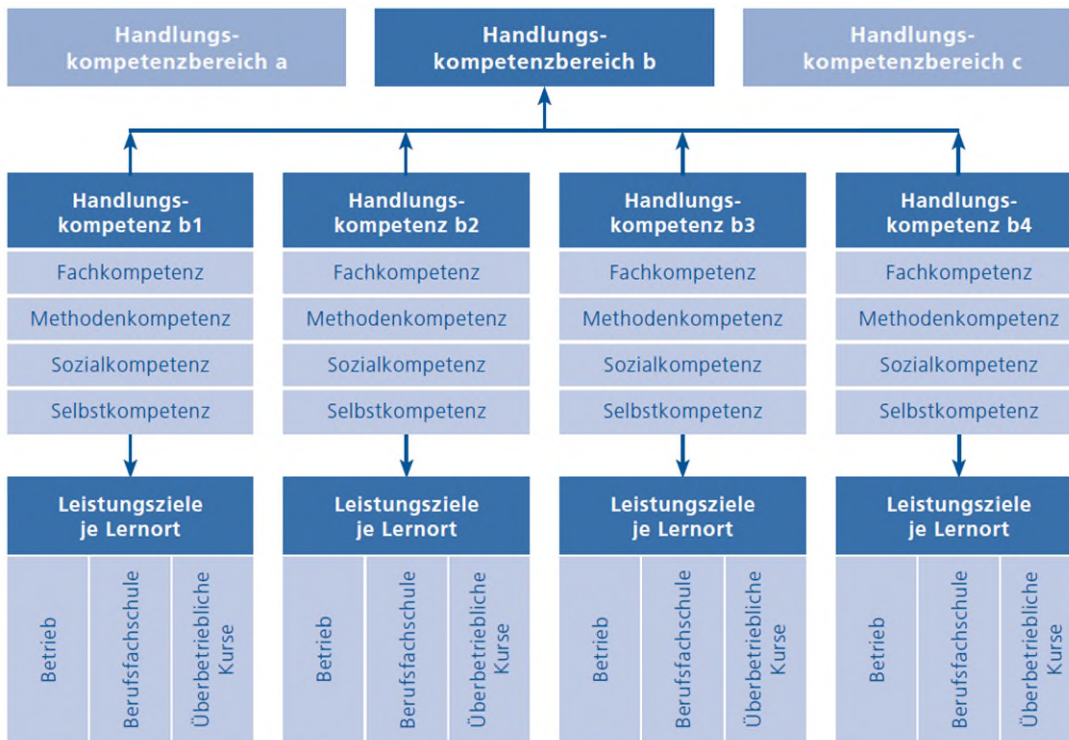 Handlungs-
kompetenzbereich a
Handlungs-
kompetenzbereich b
Handlungs-
kompetenzbereich c
Handlungs-
kompetenz b1
Fachkompetenz
Methodenkompetenz
Sozialkompetenz
Selbstkompetenz
Leistungsziele
je Lernort
Betrieb
Berufsfachschule
Überbetriebliche
Kurse
Handlungs-
kompetenz b2
Fachkompetenz
Methodenkompetenz
Sozialkompetenz
Selbstkompetenz
Leistungsziele
je Lernort
Betrieb
Berufsfachschule
Überbetriebliche
Kurse
Handlungs-
kompetenz b3
Fachkompetenz
Methodenkompetenz
Sozialkompetenz
Selbstkompetenz
Leistungsziele
je Lernort
Betrieb
Berufsfachschule
Überbetriebliche
Kurse
Handlungs-
kompetenz b4
Fachkompetenz
Methodenkompetenz
Sozialkompetenz
Selbstkompetenz
Leistungsziele
je Lernort
Betrieb
Berufsfachschule
Überbetriebliche
Kurse